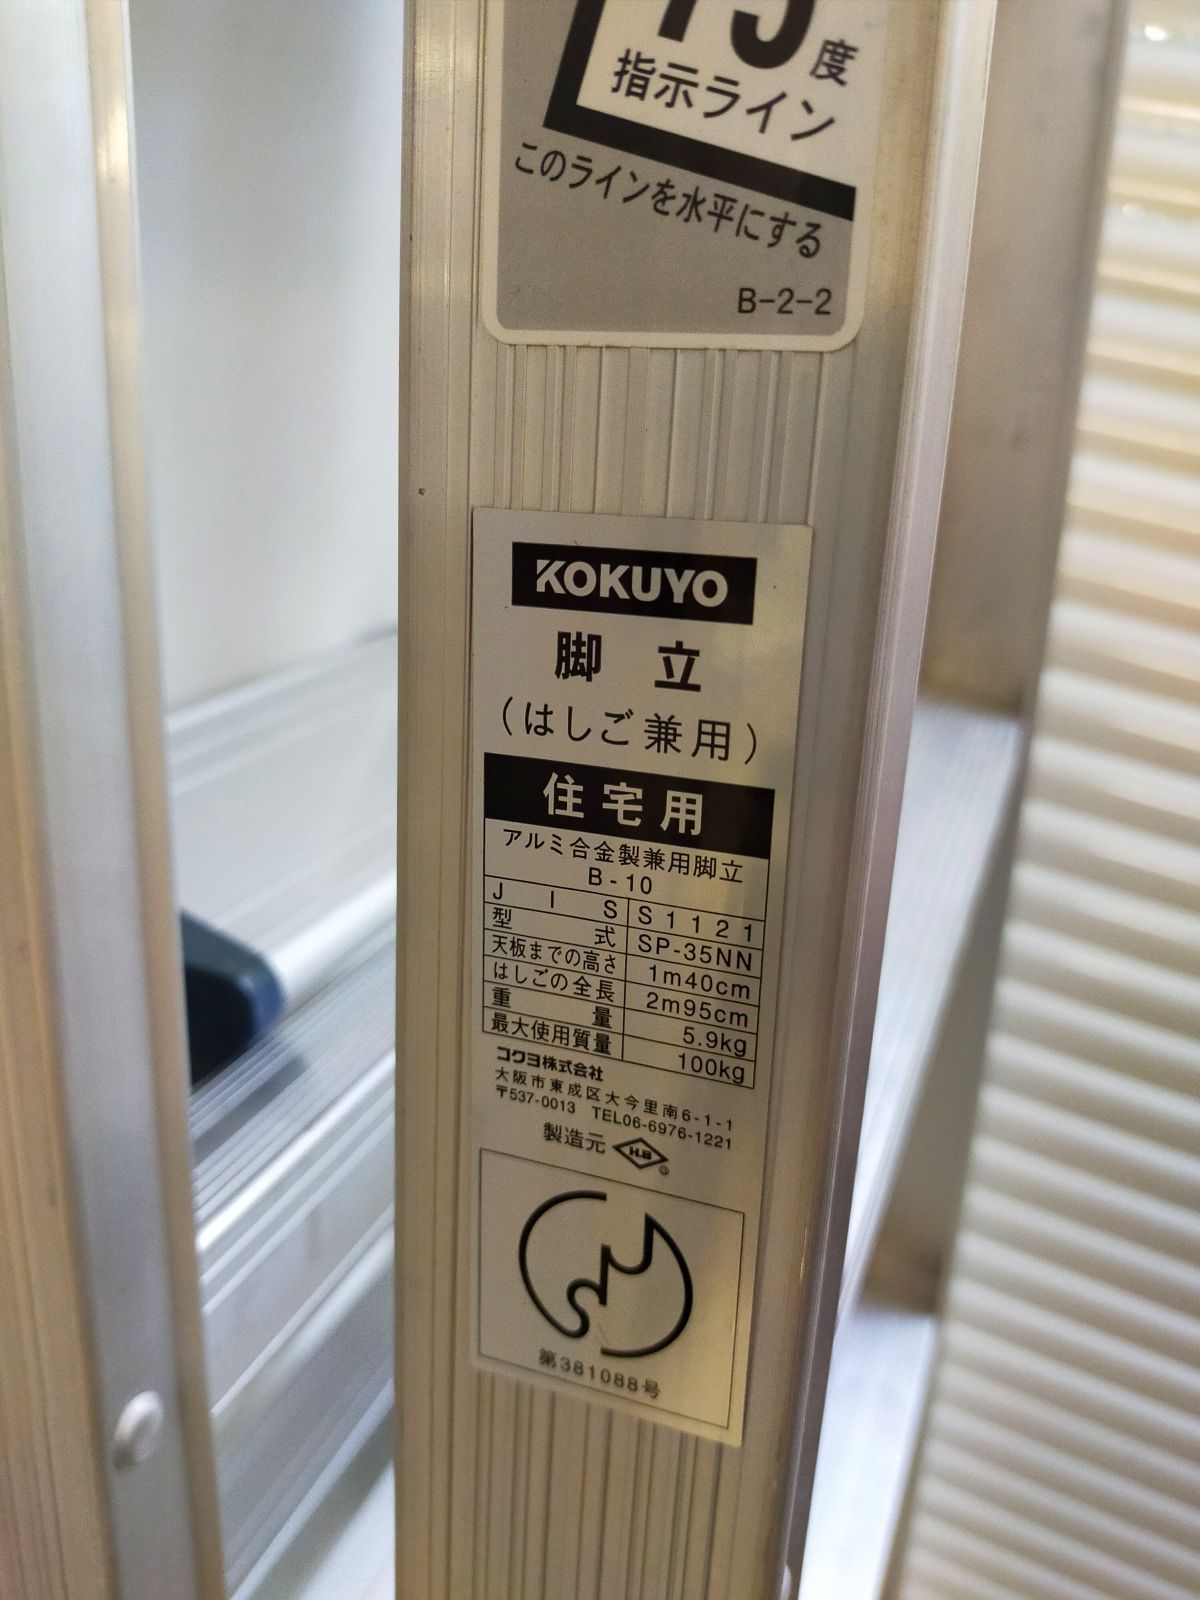 75度
指示ライン
このラインを水平にする
B-2-2
KOKUYO
脚立
(はしご兼用)
住宅用
アルミ合金製兼用脚立
B-10
JIS S1121
型式 SP-35NN
天板までの高さ 1m40cm
はしごの全長 2m95cm
重量 5.9kg
最大使用質量 100kg
コクヨ株式会社
大阪市東成区大今里南6-1-1
〒537-0013 TEL06-6976-1221
製造元 H.B
第381088号